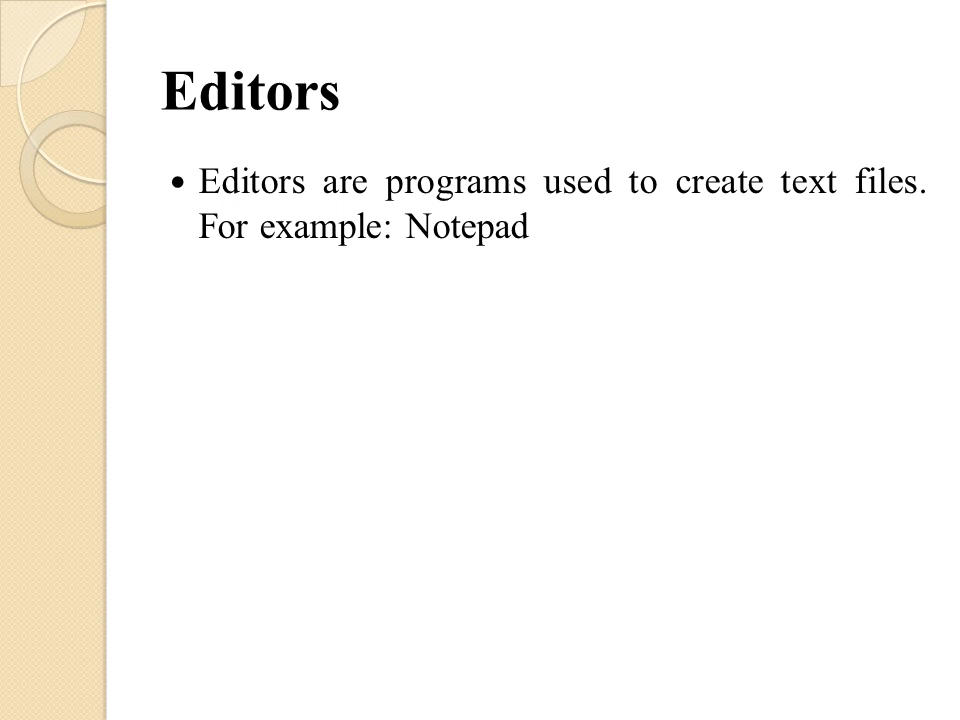 Editors
• Editors are programs used to create text files.
For example: Notepad